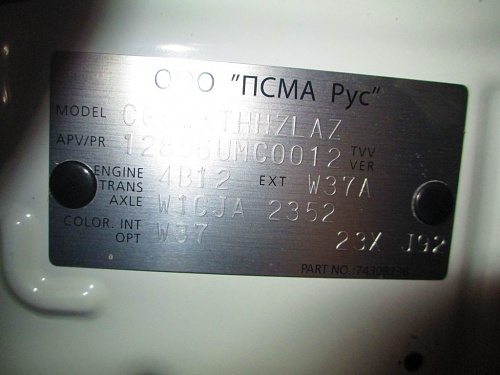 ООО "ПСМА Рус"
MODEL
APV/PR TVV VER
ENGINE 4B12 EXT W37A
TRANS AXLE W1CJA 2352
COLOR. INT OPT W37 23X J92
PART NO.